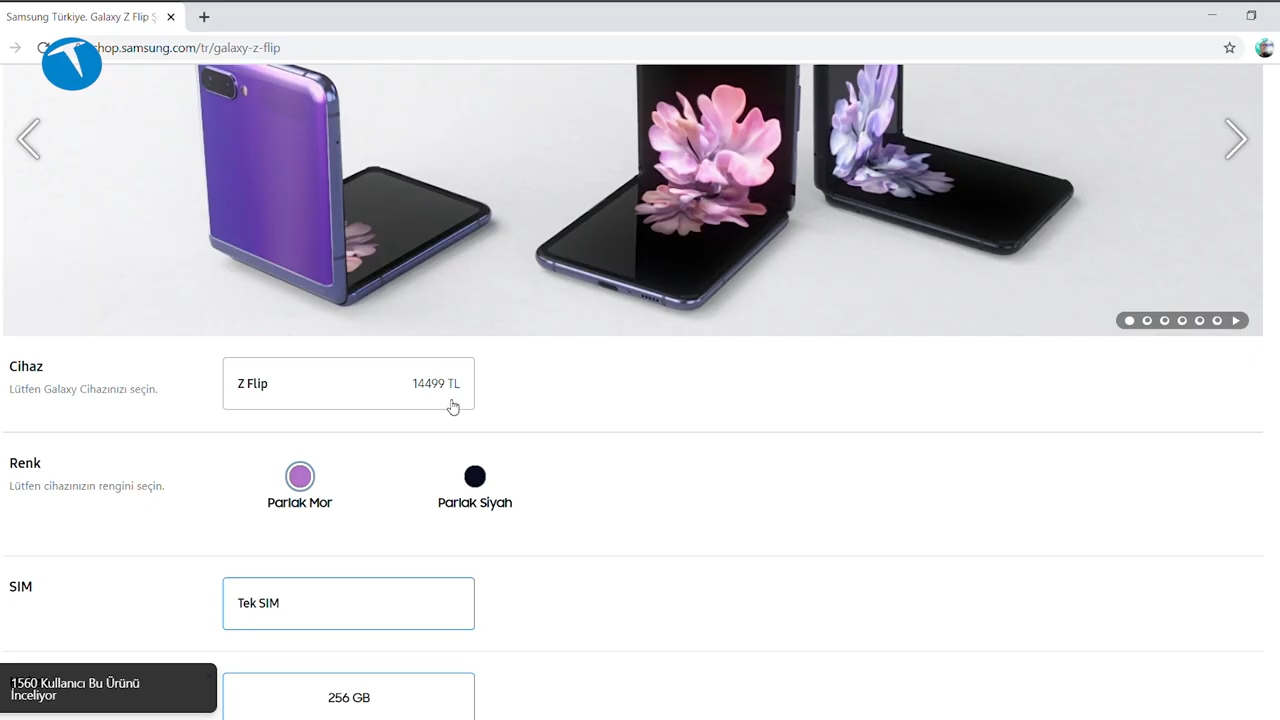 Samsung Türkiye. Galaxy Z Flip
shop.samsung.com/tr/galaxy-z-flip
Cihaz
Lütfen Galaxy Cihazınızı seçin.
Z Flip
14499 TL
Renk
Lütfen cihazınızın rengini seçin.
Parlak Mor
Parlak Siyah
SIM
Tek SIM
1560 Kullanıcı Bu Ürünü
İnceliyor
256 GB